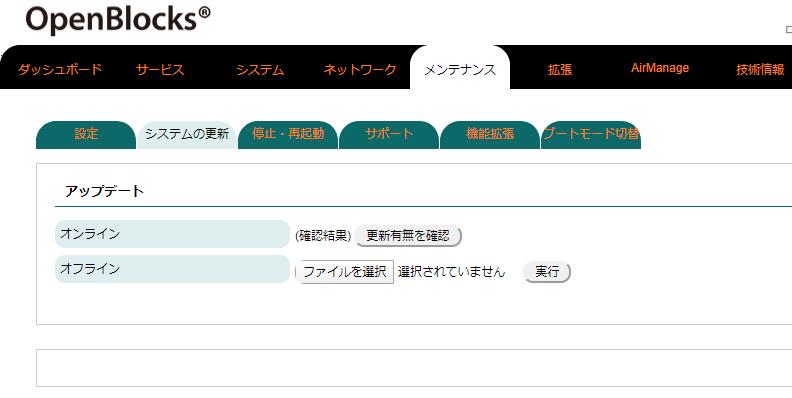 OpenBlocks®
ダッシュボード サービス システム ネットワーク メンテナンス 拡張 AirManage 技術情報
設定 システムの更新 停止・再起動 サポート 機能拡張 ブートモード切替
アップデート
オンライン (確認結果) 更新有無を確認
オフライン ファイルを選択 選択されていません 実行